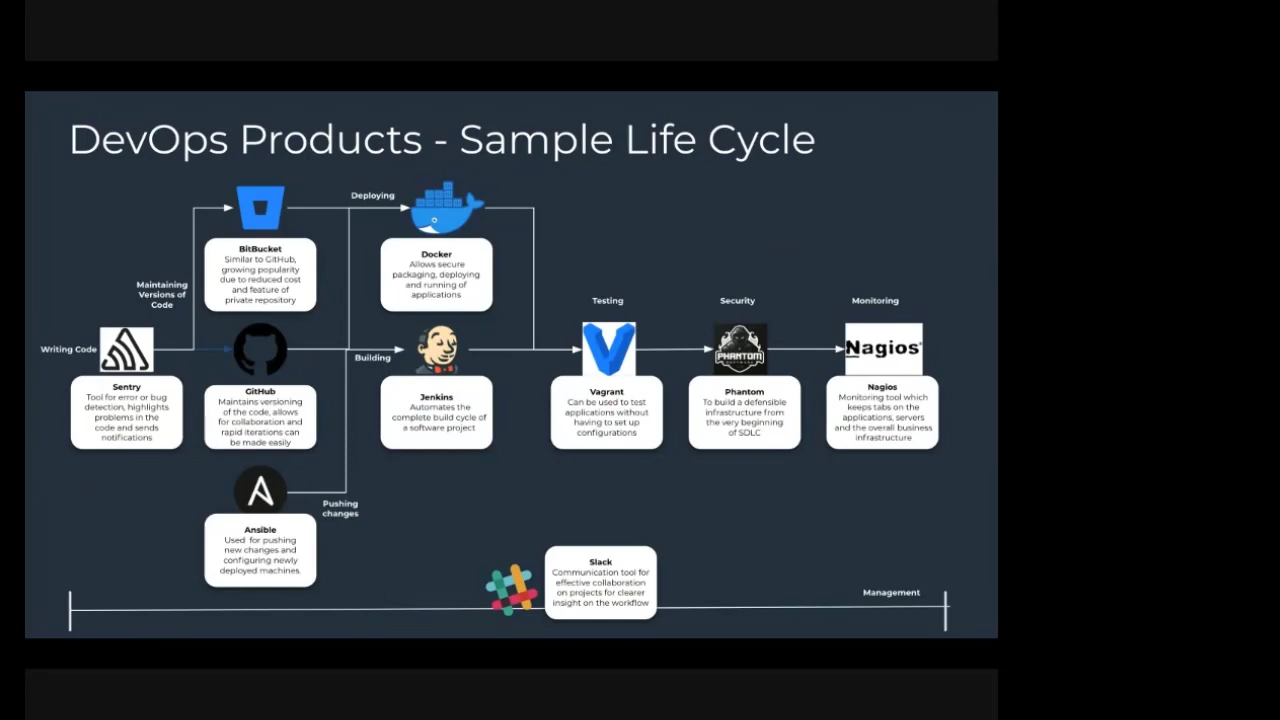 DevOps Products - Sample Life Cycle
Deploying
BitBucket
Similar to GitHub,
growing popularity
due to reduced cost
and feature of
private repository
Docker
Allows secure
packaging, deploying
and running of
applications
Maintaining
Versions of
Code
Testing
Security
Monitoring
Writing Code
Building
PHANTOM
Nagios
Sentry
Tool for error or bug
detection, highlights
problems in the
code and sends
notifications
GitHub
Maintains versioning
of the code, allows
for collaboration and
rapid iterations can
be made easily
Jenkins
Automates the
complete build cycle of
a software project
Vagrant
Can be used to test
applications without
having to set up
configurations
Phantom
To build a defensible
infrastructure from
the very beginning
of SDLC
Nagios
Monitoring tool which
keeps tabs on the
applications, servers
and the overall business
infrastructure
Pushing
changes
Ansible
Used for pushing
new changes and
configuring newly
deployed machines.
Slack
Communication tool for
effective collaboration
on projects for clearer
insight on the workflow
Management